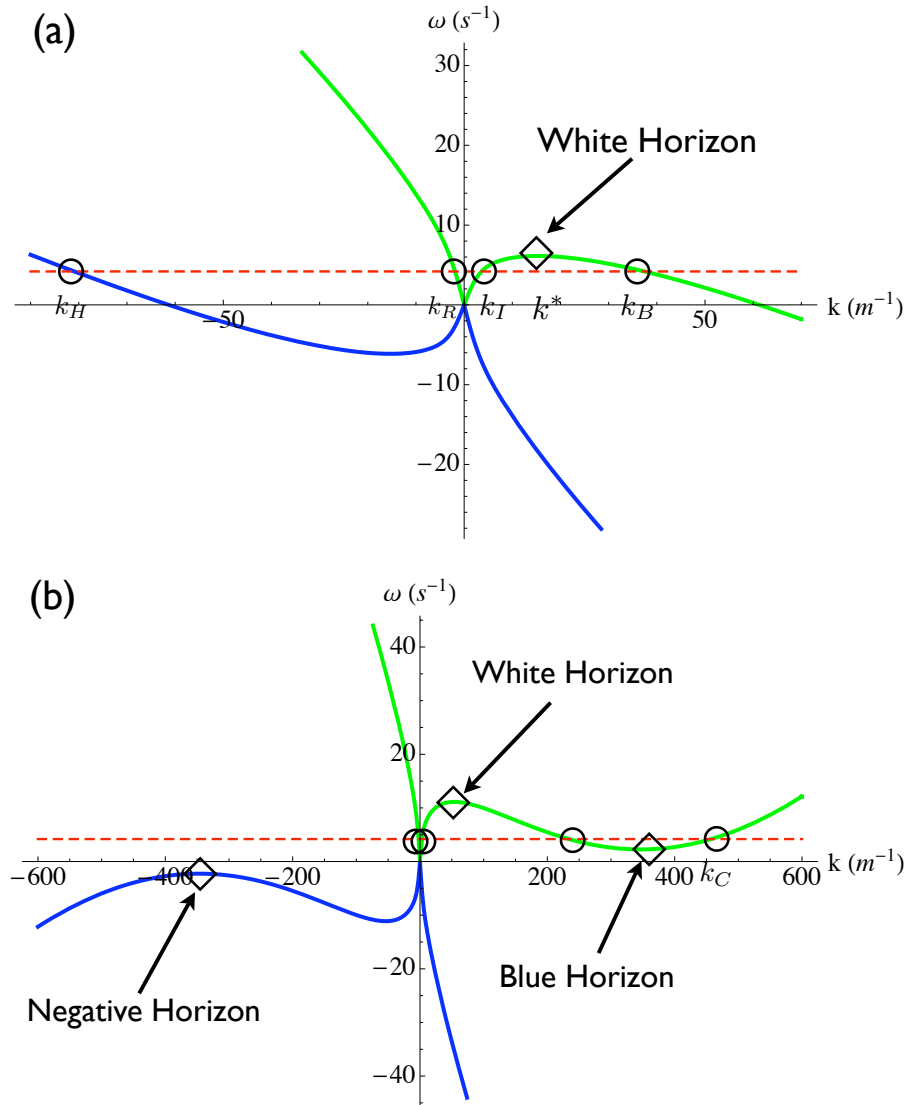 (a)
ω (s⁻¹)
30
20
White Horizon
10
k_H
−50
k_R
k_I
k*
k_B
50
k (m⁻¹)
−10
−20
(b)
ω (s⁻¹)
40
White Horizon
20
−600
−400
−200
200
400
k_C
600
k (m⁻¹)
Negative Horizon
−20
Blue Horizon
−40